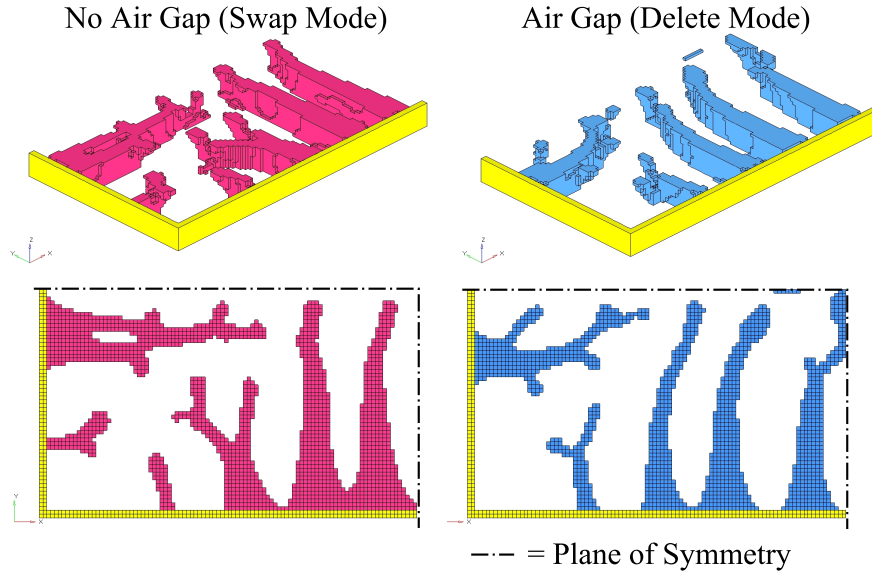 No Air Gap (Swap Mode)
Air Gap (Delete Mode)
Z
Y
X
Z
Y
X
Y
X
Y
X
= Plane of Symmetry